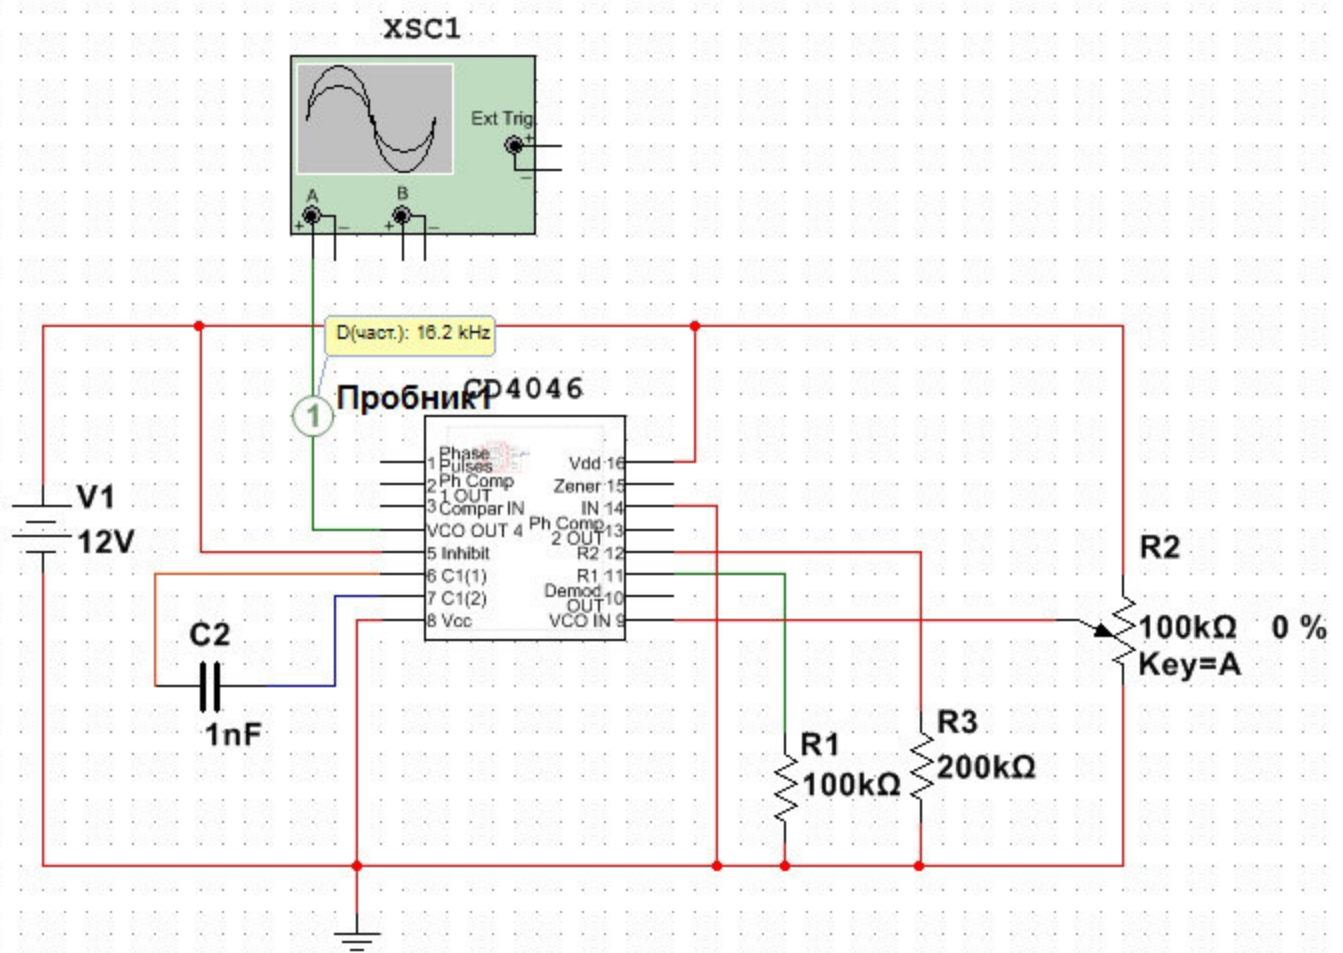 XSC1
Ext Trig
+
_
A
B
+
_
+
_
D(част.): 16.2 kHz
Пробник1
CD4046
1
V1
12V
1 Phase Pulses
2 Ph Comp 1 OUT
3 Compar IN
VCO OUT 4
5 Inhibit
6 C1(1)
7 C1(2)
8 Vcc
Vdd 16
Zener 15
IN 14
Ph Comp 2 OUT 13
R2 12
R1 11
Demod OUT 10
VCO IN 9
C2
1nF
R2
100kΩ 0 %
Key=A
R1
100kΩ
R3
200kΩ